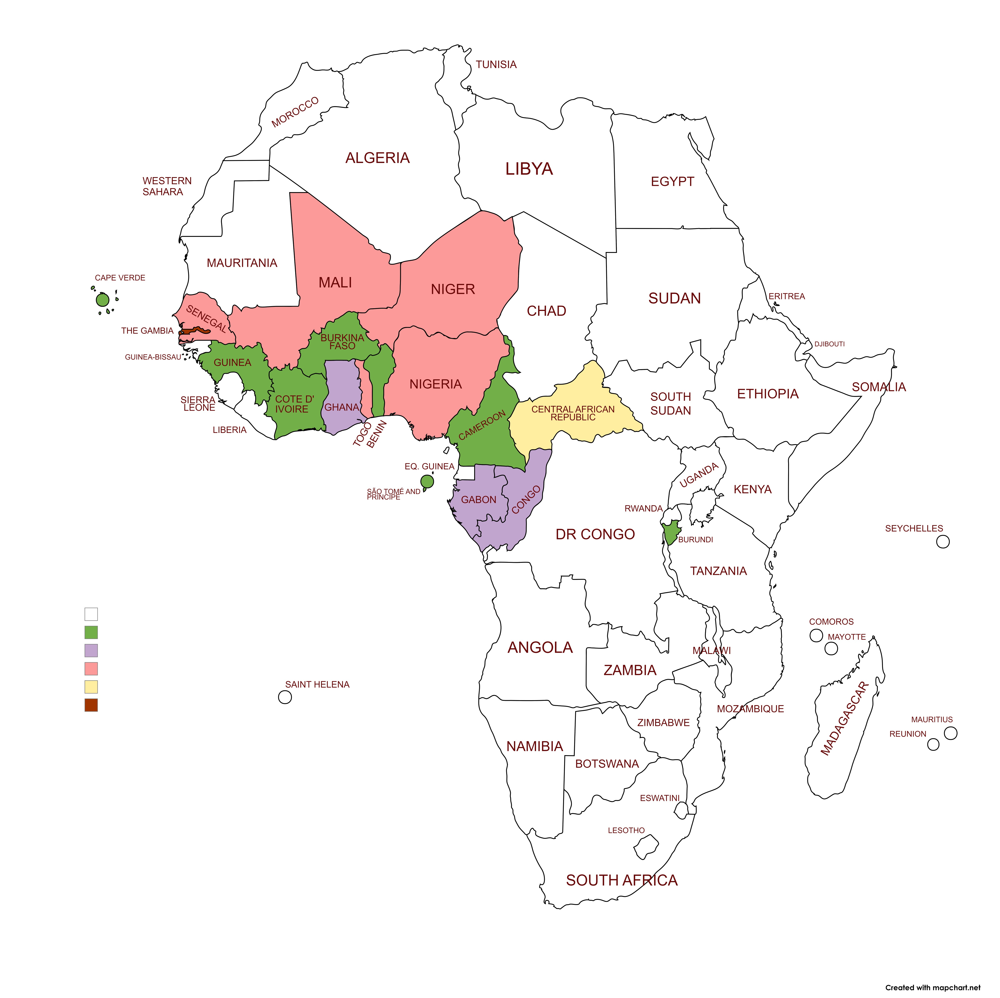 TUNISIA
MOROCCO
ALGERIA
LIBYA
EGYPT
WESTERN
SAHARA
MAURITANIA
MALI
NIGER
CHAD
SUDAN
ERITREA
CAPE VERDE
SENEGAL
THE GAMBIA
GUINEA-BISSAU
GUINEA
BURKINA
FASO
DJIBOUTI
SIERRA
LEONE
COTE D'
IVOIRE
GHANA
NIGERIA
CENTRAL AFRICAN
REPUBLIC
SOUTH
SUDAN
ETHIOPIA
SOMALIA
LIBERIA
TOGO
BENIN
CAMEROON
EQ. GUINEA
SÃO TOMÉ AND
PRÍNCIPE
GABON
CONGO
UGANDA
KENYA
RWANDA
DR CONGO
BURUNDI
SEYCHELLES
TANZANIA
COMOROS
MAYOTTE
ANGOLA
MALAWI
ZAMBIA
SAINT HELENA
MOZAMBIQUE
MADAGASCAR
ZIMBABWE
MAURITIUS
REUNION
NAMIBIA
BOTSWANA
ESWATINI
LESOTHO
SOUTH AFRICA
Created with mapchart.net